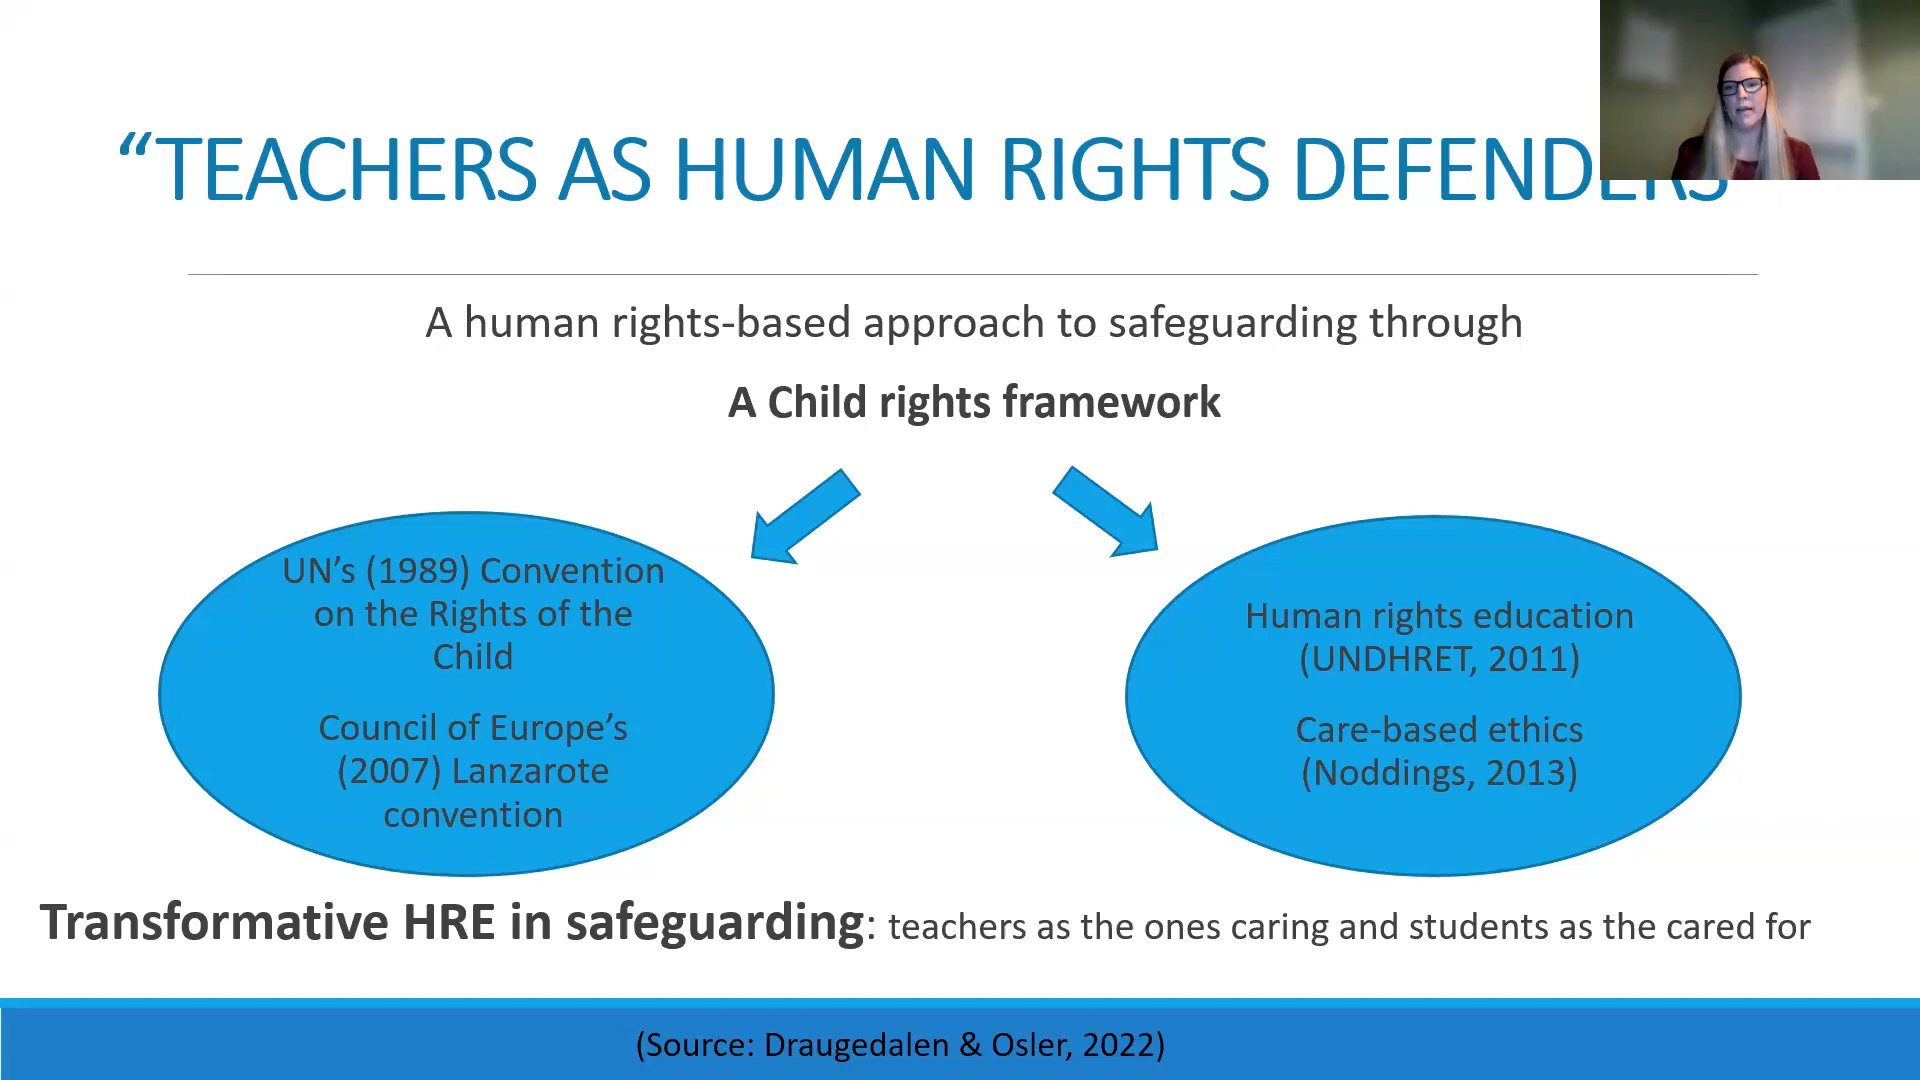 “TEACHERS AS HUMAN RIGHTS DEFENDERS
A human rights-based approach to safeguarding through
A Child rights framework
UN’s (1989) Convention
on the Rights of the
Child
Council of Europe’s
(2007) Lanzarote
convention
Human rights education
(UNDHRET, 2011)
Care-based ethics
(Noddings, 2013)
Transformative HRE in safeguarding: teachers as the ones caring and students as the cared for
(Source: Draugedalen & Osler, 2022)